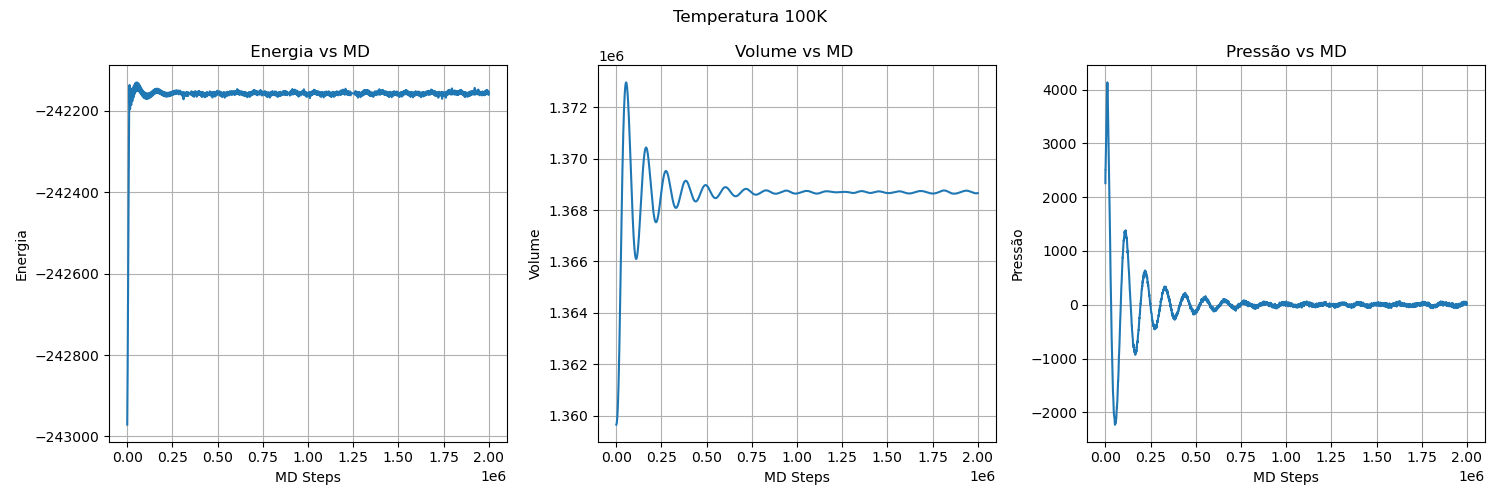 Temperatura 100K
Energia vs MD
−242200
−242400
−242600
−242800
−243000
Energia
0.00 0.25 0.50 0.75 1.00 1.25 1.50 1.75 2.00
1e6
MD Steps
1e6
Volume vs MD
1.372
1.370
1.368
1.366
1.364
1.362
1.360
Volume
0.00 0.25 0.50 0.75 1.00 1.25 1.50 1.75 2.00
1e6
MD Steps
Pressão vs MD
4000
3000
2000
1000
0
−1000
−2000
Pressão
0.00 0.25 0.50 0.75 1.00 1.25 1.50 1.75 2.00
1e6
MD Steps